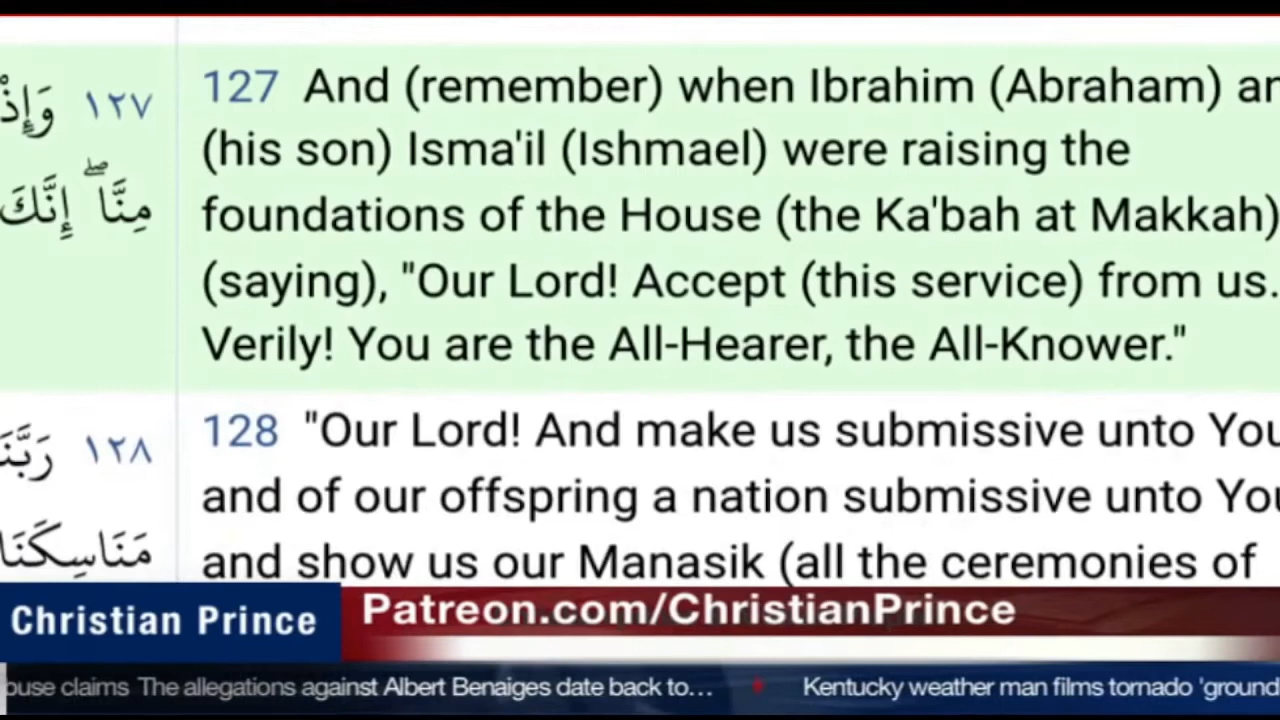 ١٢٧ وَإِذْ
مِنَّا ۖ إِنَّكَ
127 And (remember) when Ibrahim (Abraham)
(his son) Isma'il (Ishmael) were raising the
foundations of the House (the Ka'bah at Makkah)
(saying), "Our Lord! Accept (this service) from us.
Verily! You are the All-Hearer, the All-Knower."
١٢٨
مَنَاسِكَنَا
128 "Our Lord! And make us submissive unto
and of our offspring a nation submissive unto
and show us our Manasik (all the ceremonies of
Christian Prince
Patreon.com/ChristianPrince
claims The allegations against Albert Benaiges date back to... Kentucky weather man films tornado 'ground